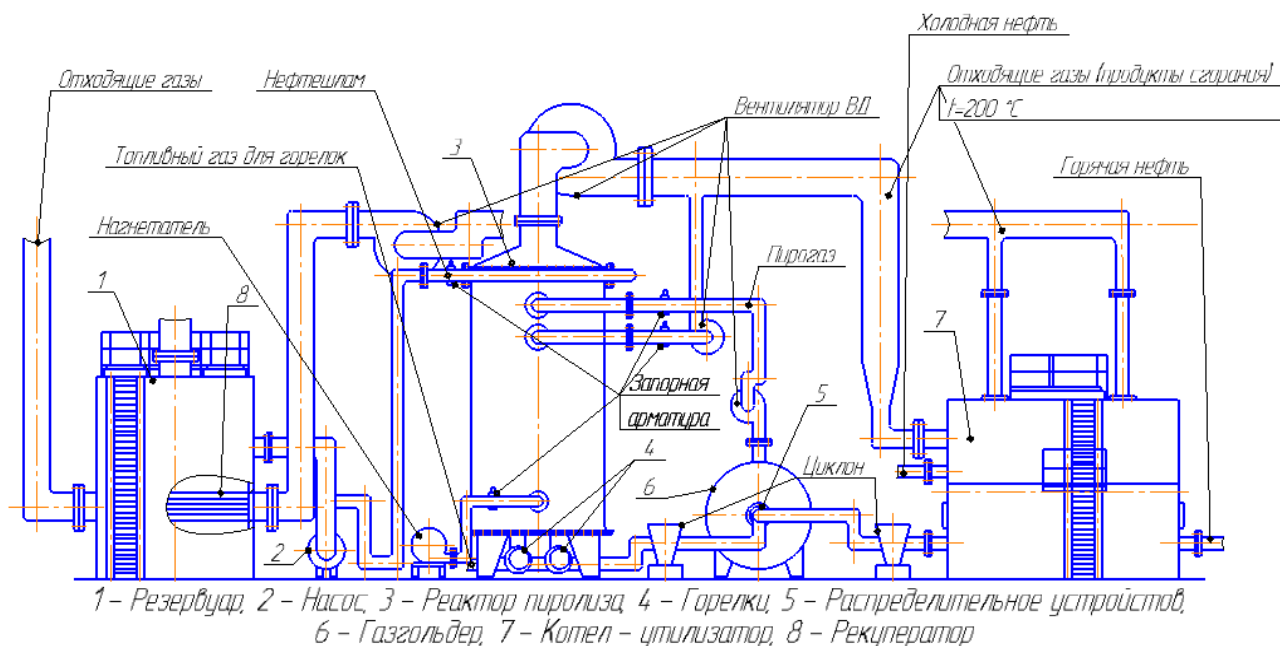 Холодная нефть
Отходящие газы
Нефтешлам
Вентилятор ВД
Отходящие газы (продукты сгорания)
t=200 °C
Топливный газ для горелок
3
Горячая нефть
Нагнетатель
Пирогаз
1
8
7
Запорная
арматура
5
4
6
Циклон
2
1 - Резервуар, 2 - Насос, 3 - Реактор пиролиза, 4 - Горелки, 5 - Распределительное устройств,
6 - Газгольдер, 7 - Котел - утилизатор, 8 - Рекуператор